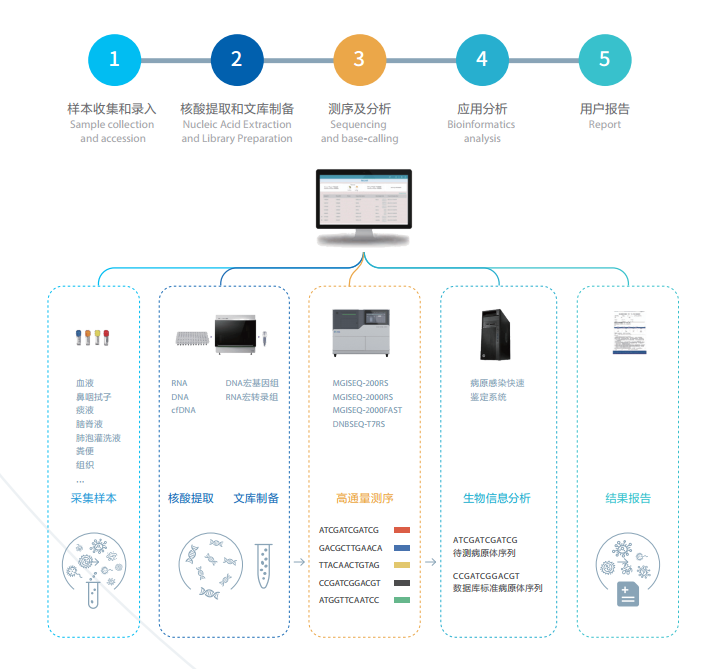 1
2
3
4
5
样本收集和录入
Sample collection
and accession
核酸提取和文库制备
Nucleic Acid Extraction
and Library Preparation
测序及分析
Sequencing
and base-calling
应用分析
Bioinformatics
analysis
用户报告
Report
血液
鼻咽拭子
痰液
脑脊液
肺泡灌洗液
粪便
组织
...
采集样本
RNA
DNA
cfDNA
DNA宏基因组
RNA宏转录组
核酸提取
文库制备
MGISEQ-200RS
MGISEQ-2000RS
MGISEQ-2000FAST
DNBSEQ-T7RS
高通量测序
ATCGATCGATCG
GACGCTTGAACA
TTACAACTGTAG
CCGATCGGACGT
ATGGTTCAATCC
病原感染快速
鉴定系统
生物信息分析
ATCGATCGATCG
待测病原体序列
CCGATCGGACGT
数据库标准病原体序列
结果报告